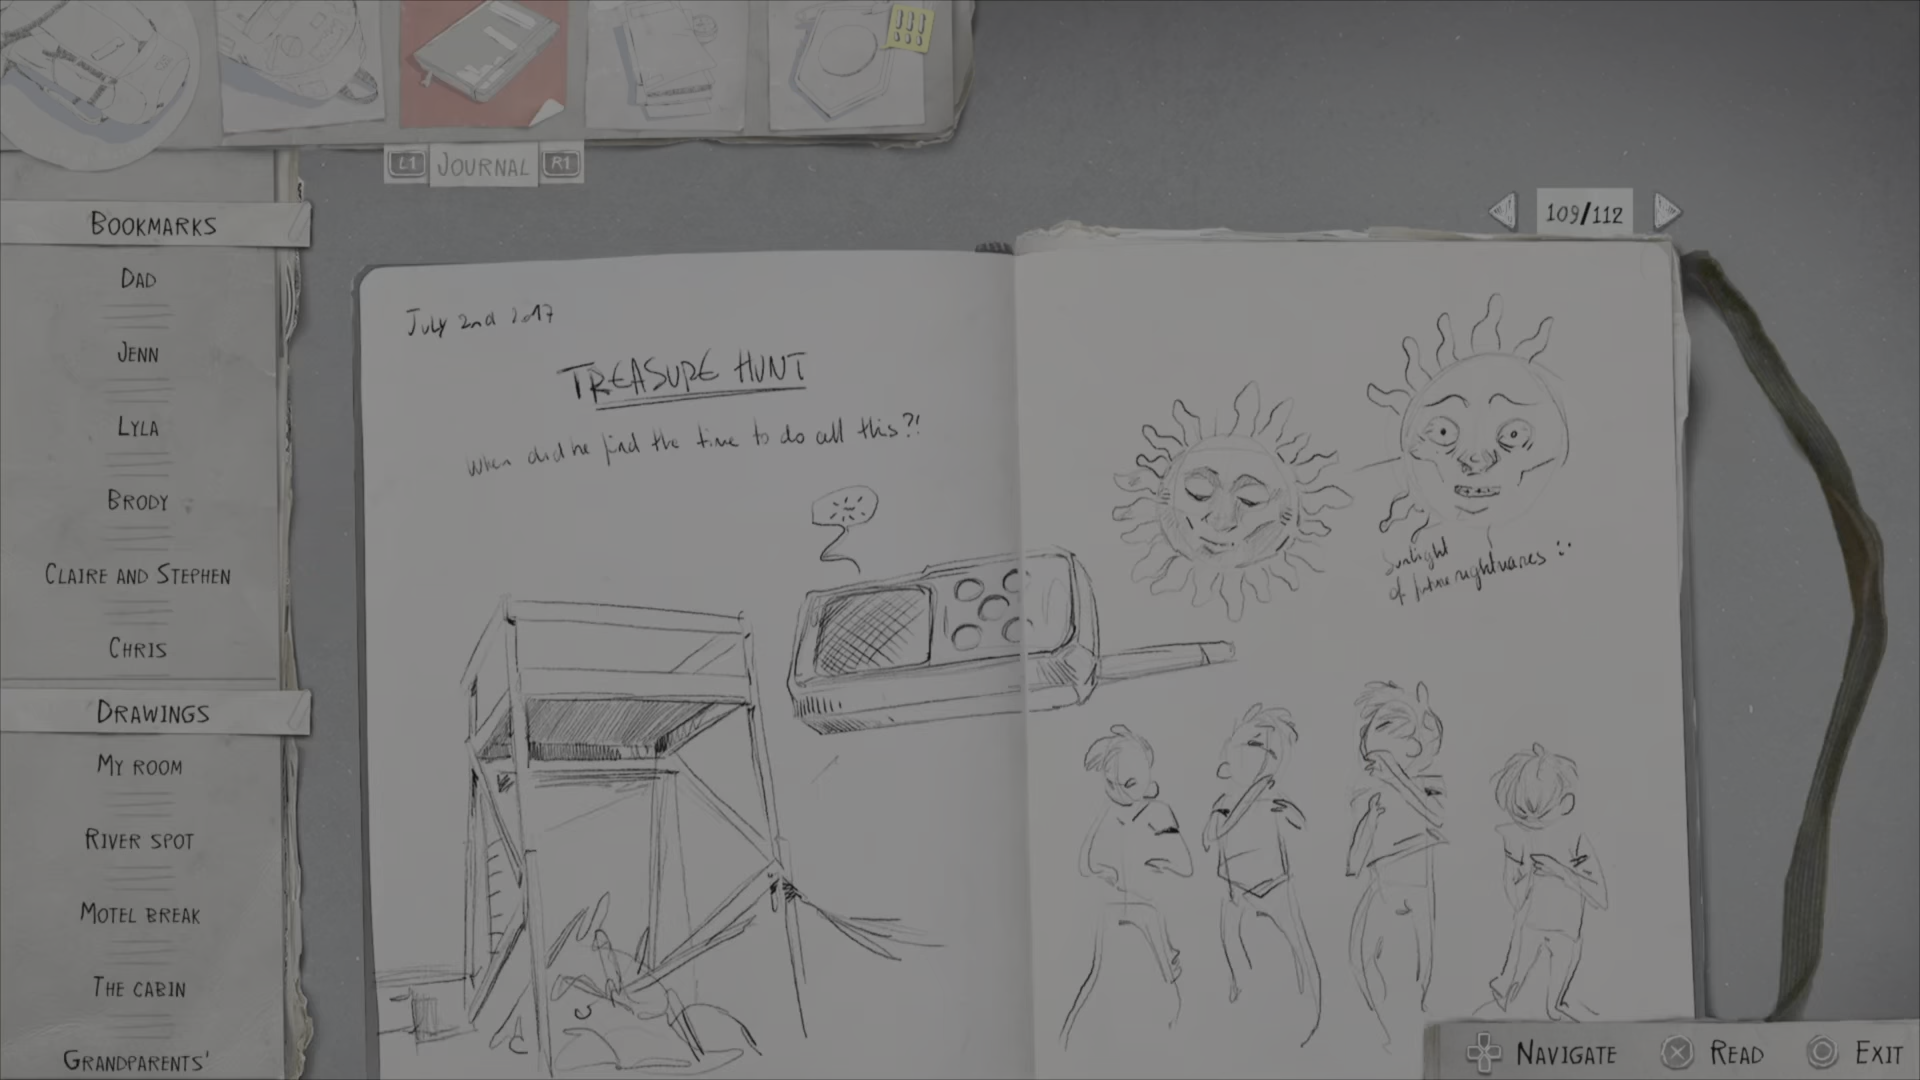 L1 JOURNAL R1
109/112
BOOKMARKS
DAD
JENN
LYLA
BRODY
CLAIRE AND STEPHEN
CHRIS
DRAWINGS
MY ROOM
RIVER SPOT
MOTEL BREAK
THE CABIN
GRANDPARENTS'
July 2nd 2017
TREASURE HUNT
When did he find the time to do all this?!
Sunlight
of future nightmares :.
NAVIGATE READ EXIT